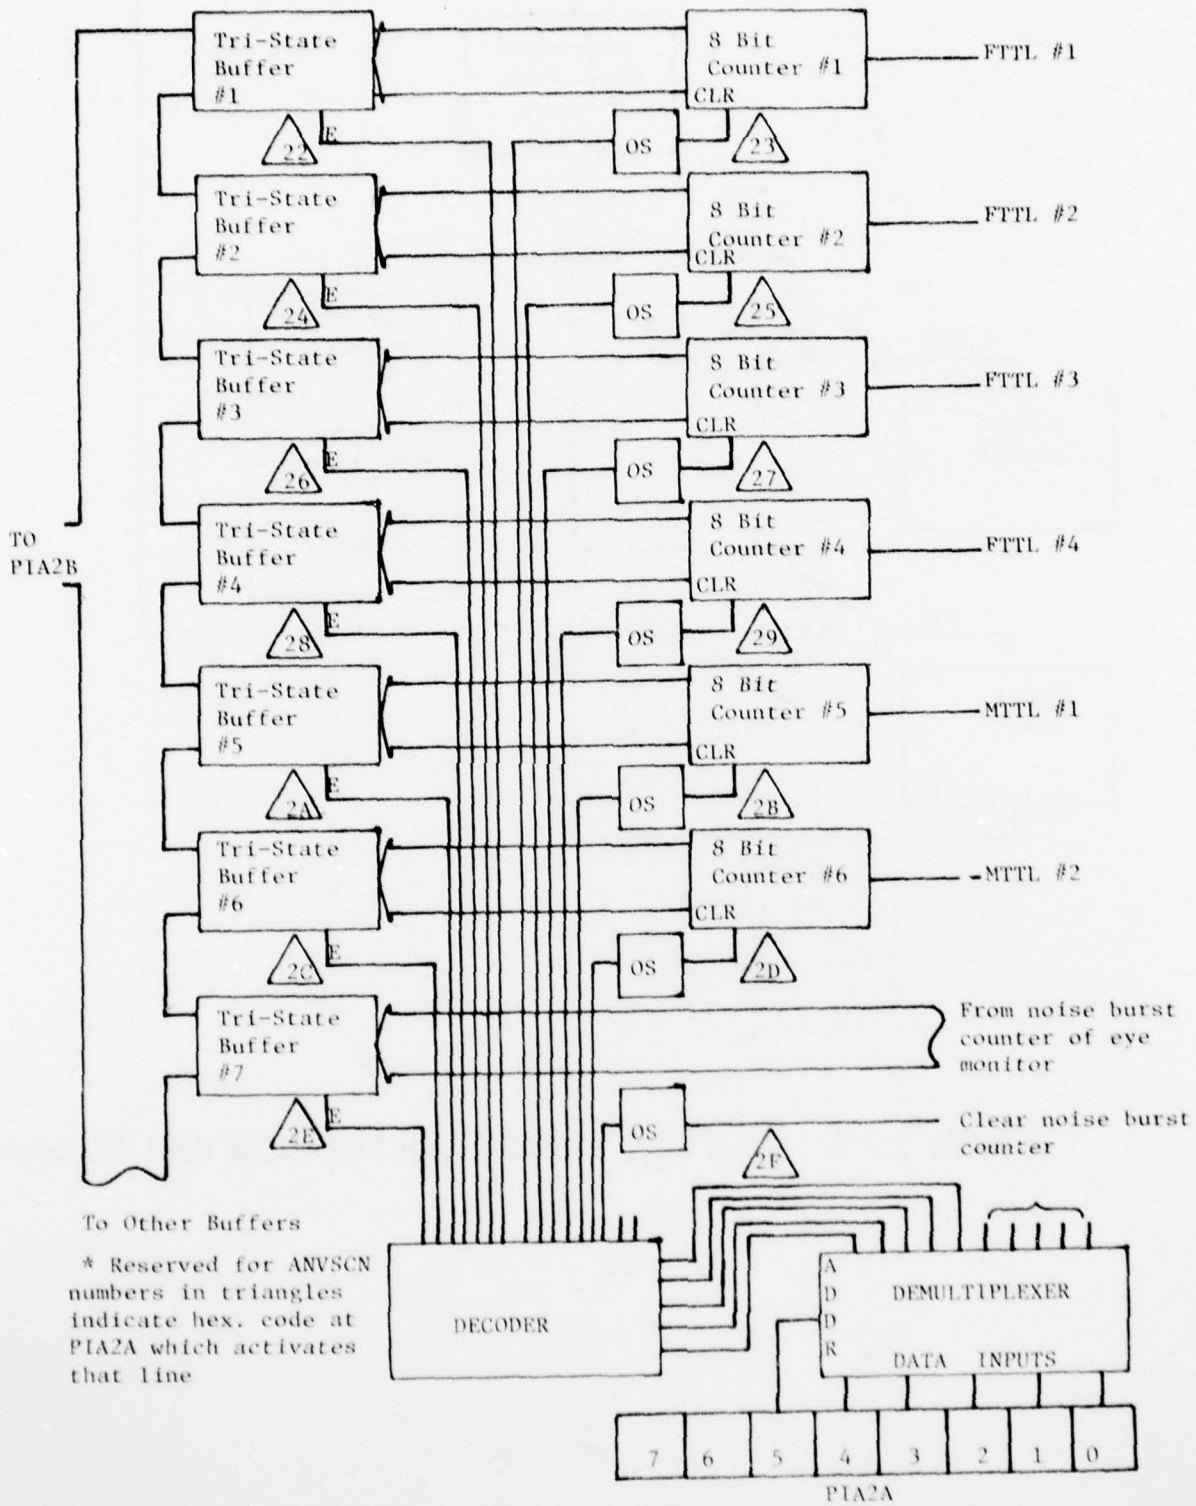 Tri-State
Buffer
#1
8 Bit
Counter #1
CLR
FTTL #1
E
OS
22
23
Tri-State
Buffer
#2
8 Bit
Counter #2
CLR
FTTL #2
E
OS
24
25
Tri-State
Buffer
#3
8 Bit
Counter #3
CLR
FTTL #3
E
OS
26
27
Tri-State
Buffer
#4
8 Bit
Counter #4
CLR
FTTL #4
TO
PIA2B
E
OS
28
29
Tri-State
Buffer
#5
8 Bit
Counter #5
CLR
MTTL #1
E
OS
2A
2B
Tri-State
Buffer
#6
8 Bit
Counter #6
CLR
MTTL #2
E
OS
2C
2D
Tri-State
Buffer
#7
From noise burst
counter of eye
monitor
E
OS
Clear noise burst
counter
2E
2F
To Other Buffers
* Reserved for ANVSCN
numbers in triangles
indicate hex. code at
PIA2A which activates
that line
DECODER
ADDR
DEMULTIPLEXER
DATA INPUTS
7 6 5 4 3 2 1 0
PIA2A